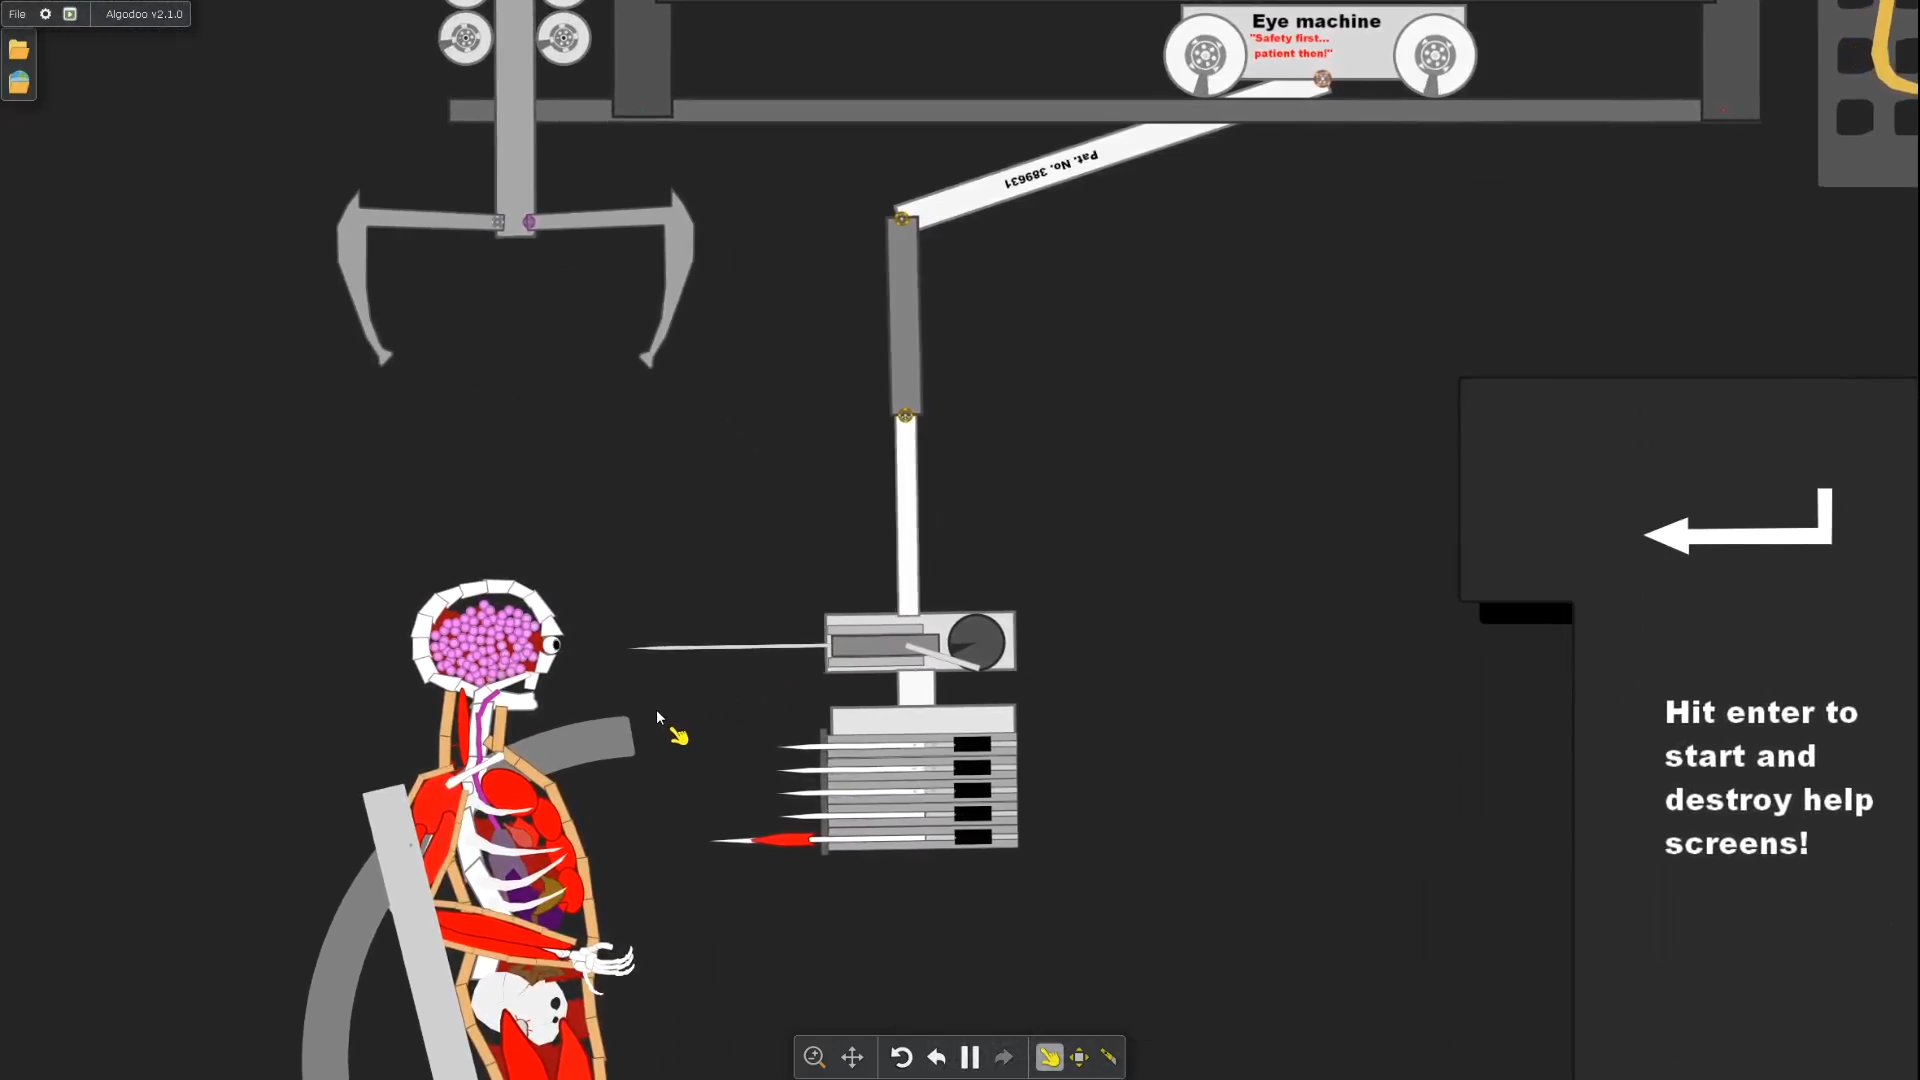 File
Algodoo v2.1.0
Eye machine
"Safety first...
patient then!"
Pat. No. 389631
Hit enter to
start and
destroy help
screens!